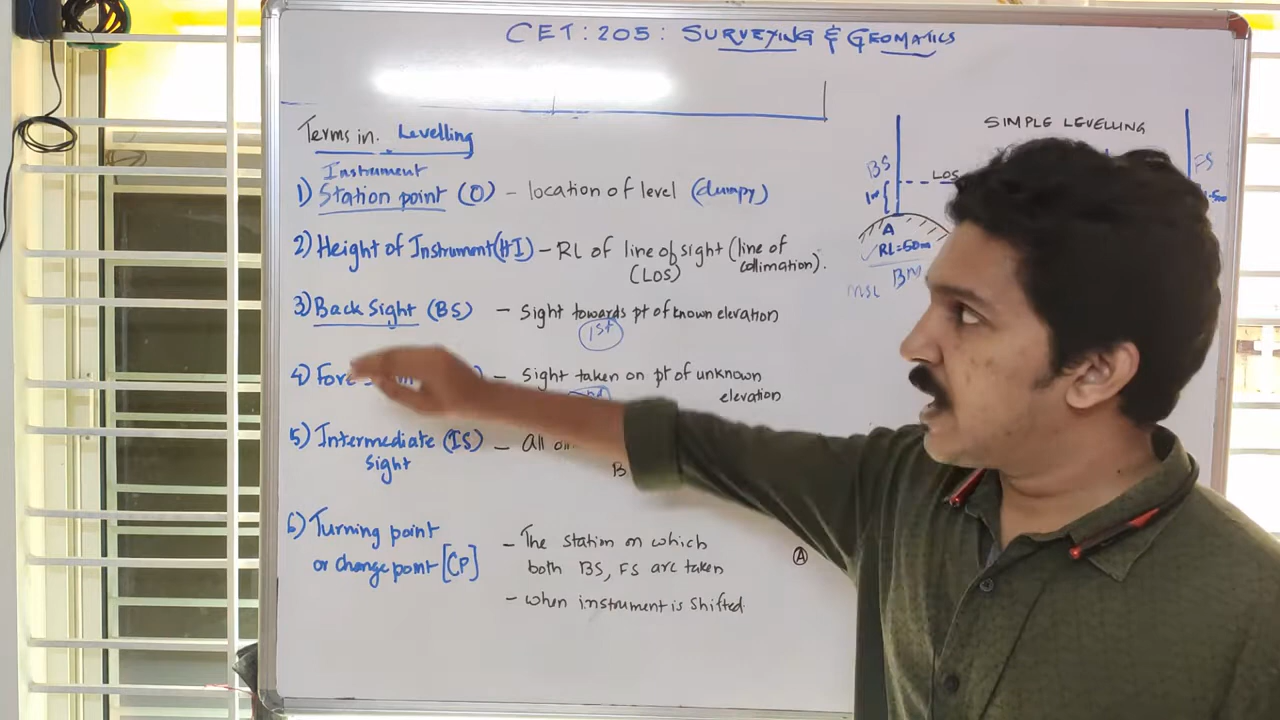 CET: 205: SURVEYING & GEOMATICS
Terms in Levelling
Instrument
1) Station point (O) - location of level (dumpy)
2) Height of Instrument (HI) - RL of line of sight (line of
(LOS) collimation).
3) Back Sight (BS) - Sight towards pt of known elevation
1st
4) Fore - Sight taken on pt of unknown
elevation
5) Intermediate (IS) - All
Sight B
6) Turning point - The station on which
or change point [CP] both BS, FS are taken
- when instrument is shifted.
SIMPLE LEVELLING
BS
LOS
FS
1m
A
RL=50m
BM
MSL
A